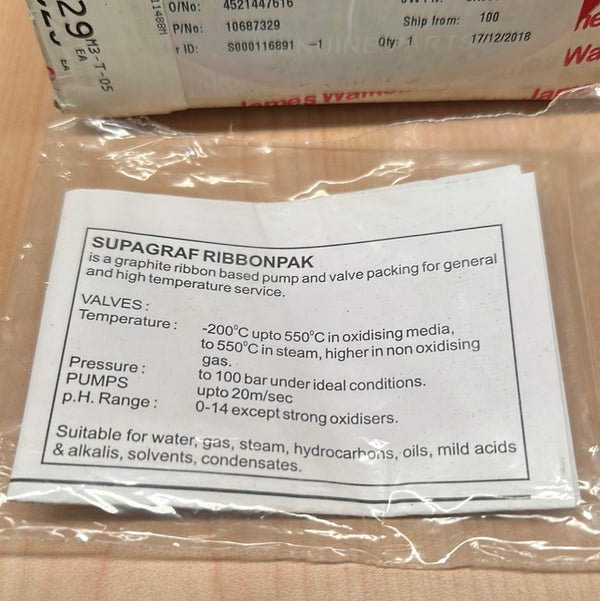 O/No: 4521447616
P/No: 10687329 Ship from: 100
r ID: S000116891 -1 Qty: 1 17/12/2018
29
EA
M3-T-05
SUPAGRAF RIBBONPAK
is a graphite ribbon based pump and valve packing for general
and high temperature service.
VALVES :
Temperature : -200°C upto 550°C in oxidising media,
to 550°C in steam, higher in non oxidising
gas.
Pressure : to 100 bar under ideal conditions.
PUMPS upto 20m/sec
p.H. Range : 0-14 except strong oxidisers.
Suitable for water, gas, steam, hydrocarbons, oils, mild acids
& alkalis, solvents, condensates.